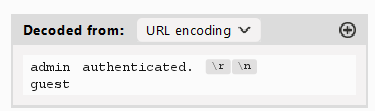 Decoded from: URL encoding
admin authenticated. \r \n
guest